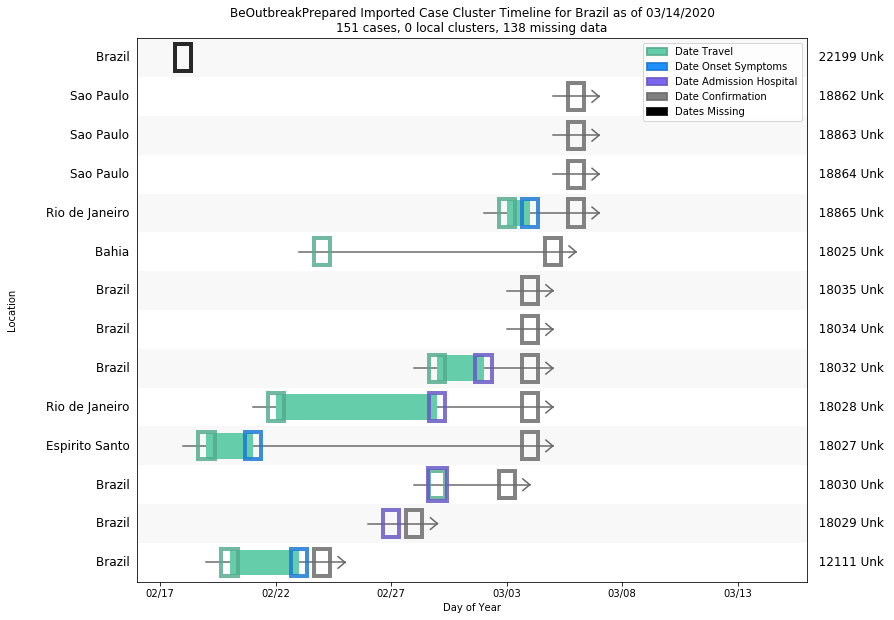 BeOutbreakPrepared Imported Case Cluster Timeline for Brazil as of 03/14/2020
151 cases, 0 local clusters, 138 missing data
Date Travel
Date Onset Symptoms
Date Admission Hospital
Date Confirmation
Dates Missing
Brazil 22199 Unk
Sao Paulo 18862 Unk
Sao Paulo 18863 Unk
Sao Paulo 18864 Unk
Rio de Janeiro 18865 Unk
Bahia 18025 Unk
Brazil 18035 Unk
Brazil 18034 Unk
Brazil 18032 Unk
Rio de Janeiro 18028 Unk
Espirito Santo 18027 Unk
Brazil 18030 Unk
Brazil 18029 Unk
Brazil 12111 Unk
Location
02/17 02/22 02/27 03/03 03/08 03/13
Day of Year